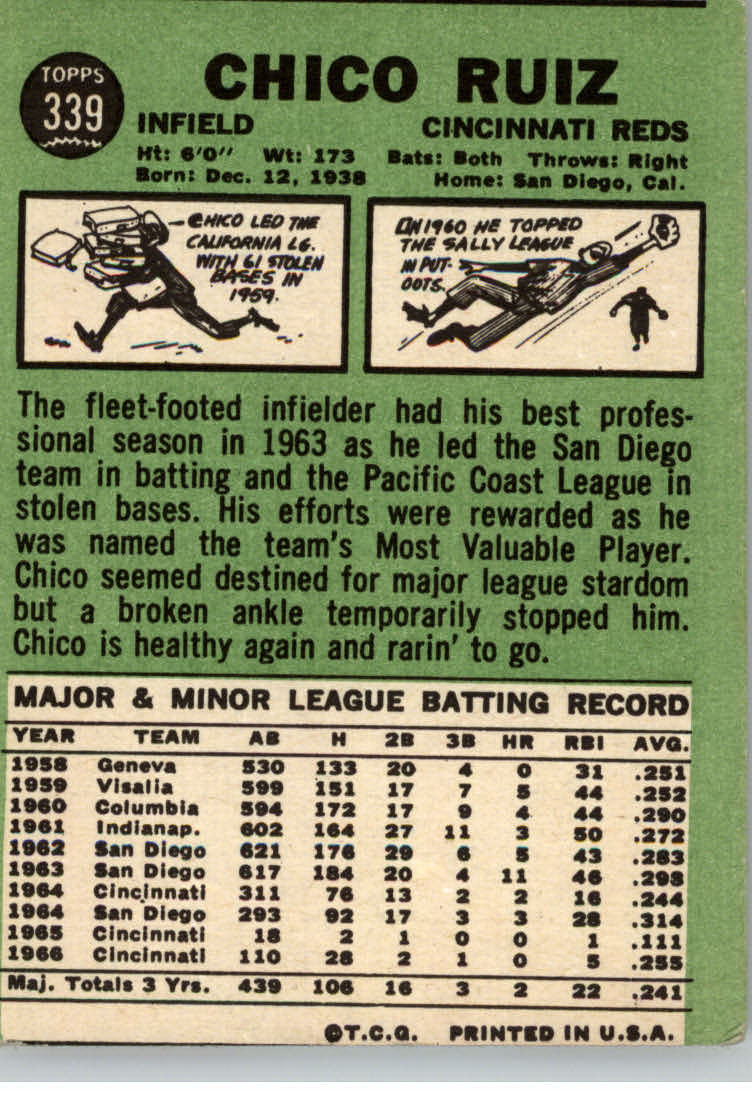 TOPPS
339
CHICO RUIZ
INFIELD CINCINNATI REDS
Ht: 6'0" Wt: 173 Bats: Both Throws: Right
Born: Dec. 12, 1938 Home: San Diego, Cal.
CHICO LED THE
CALIFORNIA LG.
WITH 61 STOLEN
BASES IN
1959.
IN 1960 HE TOPPED
THE SALLY LEAGUE
IN PUT-
OUTS.
The fleet-footed infielder had his best profes-
sional season in 1963 as he led the San Diego
team in batting and the Pacific Coast League in
stolen bases. His efforts were rewarded as he
was named the team's Most Valuable Player.
Chico seemed destined for major league stardom
but a broken ankle temporarily stopped him.
Chico is healthy again and rarin' to go.
MAJOR & MINOR LEAGUE BATTING RECORD
YEAR TEAM AB H 2B 3B HR RBI AVG.
1958 Geneva 530 133 20 4 0 31 .251
1959 Visalia 599 151 17 7 5 44 .252
1960 Columbia 594 172 17 9 4 44 .290
1961 Indianap. 602 164 27 11 3 50 .272
1962 San Diego 621 176 29 6 5 43 .283
1963 San Diego 617 184 20 4 11 46 .298
1964 Cincinnati 311 76 13 2 2 16 .244
1964 San Diego 293 92 17 3 3 28 .314
1965 Cincinnati 18 2 1 0 0 1 .111
1966 Cincinnati 110 28 2 1 0 5 .255
Maj. Totals 3 Yrs. 439 106 16 3 2 22 .241
©T.C.G. PRINTED IN U.S.A.